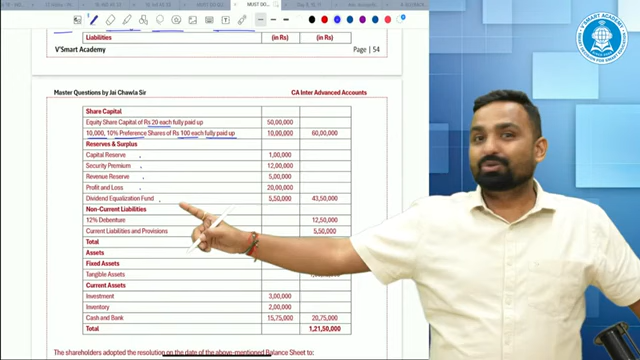 MUST DO...
Liabilities (in Rs) (in Rs)
V'Smart Academy Page | 54
V'SMART ACADEMY
Master Questions by Jai Chawla Sir CA Inter Advanced Accounts
Share Capital
Equity Share Capital of Rs 20 each fully paid up 50,00,000
10,000, 10% Preference Shares of Rs 100 each fully paid up 10,00,000 60,00,000
Reserves & Surplus
Capital Reserve 1,00,000
Security Premium 12,00,000
Revenue Reserve 5,00,000
Profit and Loss 20,00,000
Dividend Equalization Fund 5,50,000 43,50,000
Non-Current Liabilities
12% Debenture 12,50,000
Current Liabilities and Provisions 5,50,000
Total
Assets
Fixed Assets
Tangible Assets
Current Assets
Investment 3,00,000
Inventory 2,00,000
Cash and Bank 15,75,000 20,75,000
Total 1,21,50,000
The shareholders adopted the resolution on the date of the above-mentioned Balance Sheet to: